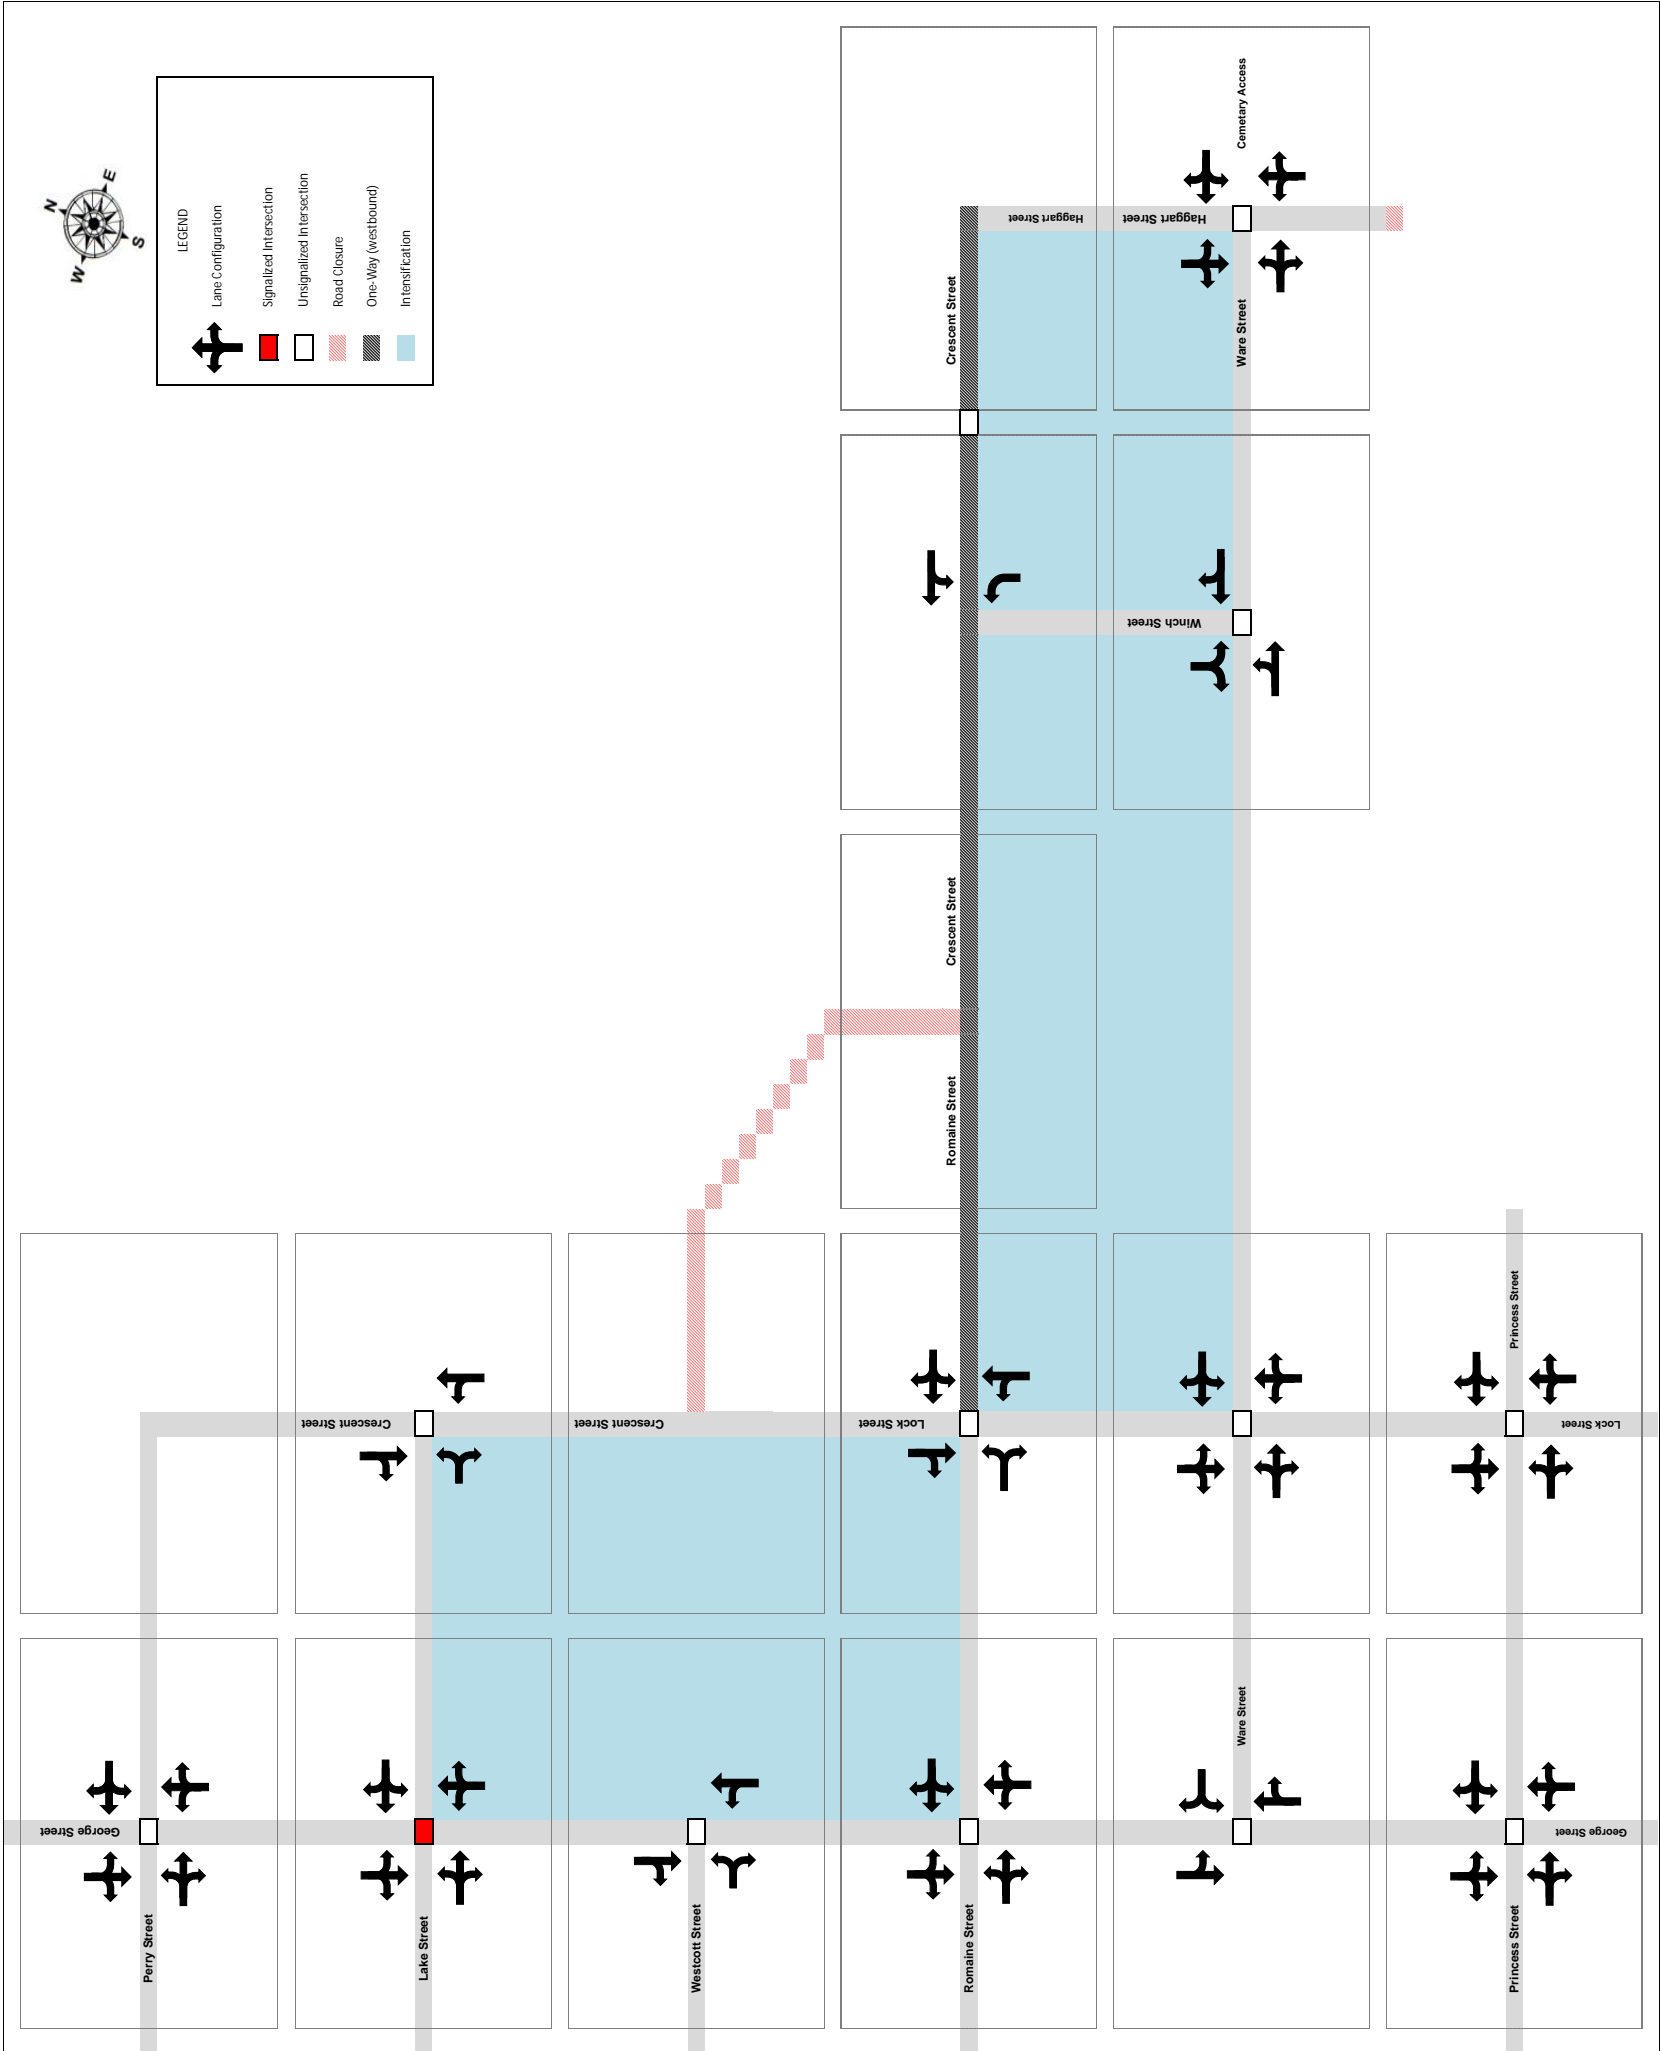 N
E
S
W
LEGEND
Lane Configuration
Signalized Intersection
Unsignalized Intersection
Road Closure
One-Way (westbound)
Intensification
Cemetary Access
Haggart Street
Haggart Street
Crescent Street
Ware Street
Winch Street
Crescent Street
Romaine Street
Princess Street
Crescent Street
Crescent Street
Lock Street
Lock Street
Ware Street
George Street
George Street
Perry Street
Lake Street
Westcott Street
Romaine Street
Princess Street